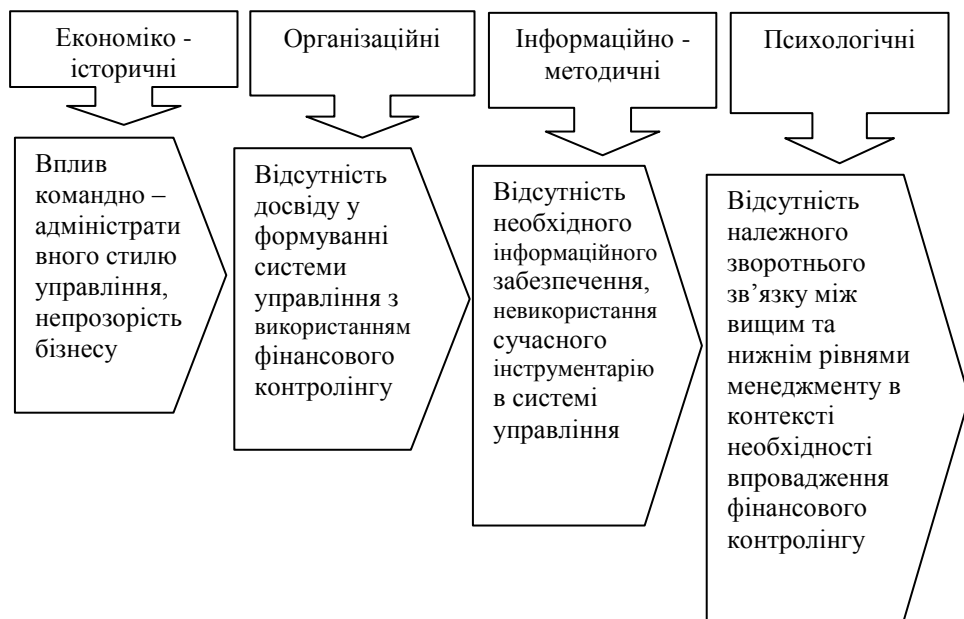 Економіко -
історичні
Організаційні
Інформаційно -
методичні
Психологічні
Вплив
командно –
адміністрати
вного стилю
управління,
непрозорість
бізнесу
Відсутність
досвіду у
формуванні
системи
управління з
використанням
фінансового
контролінгу
Відсутність
необхідного
інформаційного
забезпечення,
невикористання
сучасного
інструментарію
в системі
управління
Відсутність
належного
зворотнього
зв’язку між
вищим та
нижнім рівнями
менеджменту в
контексті
необхідності
впровадження
фінансового
контролінгу